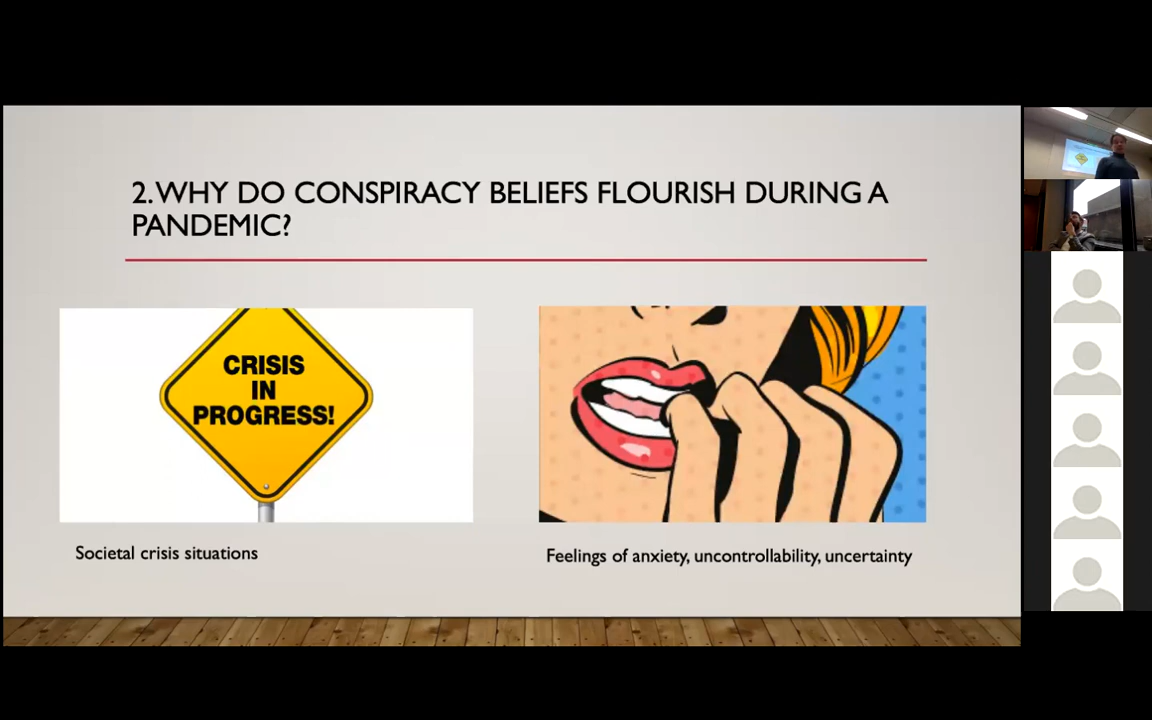 2. WHY DO CONSPIRACY BELIEFS FLOURISH DURING A
PANDEMIC?
CRISIS
IN
PROGRESS!
Societal crisis situations
Feelings of anxiety, uncontrollability, uncertainty